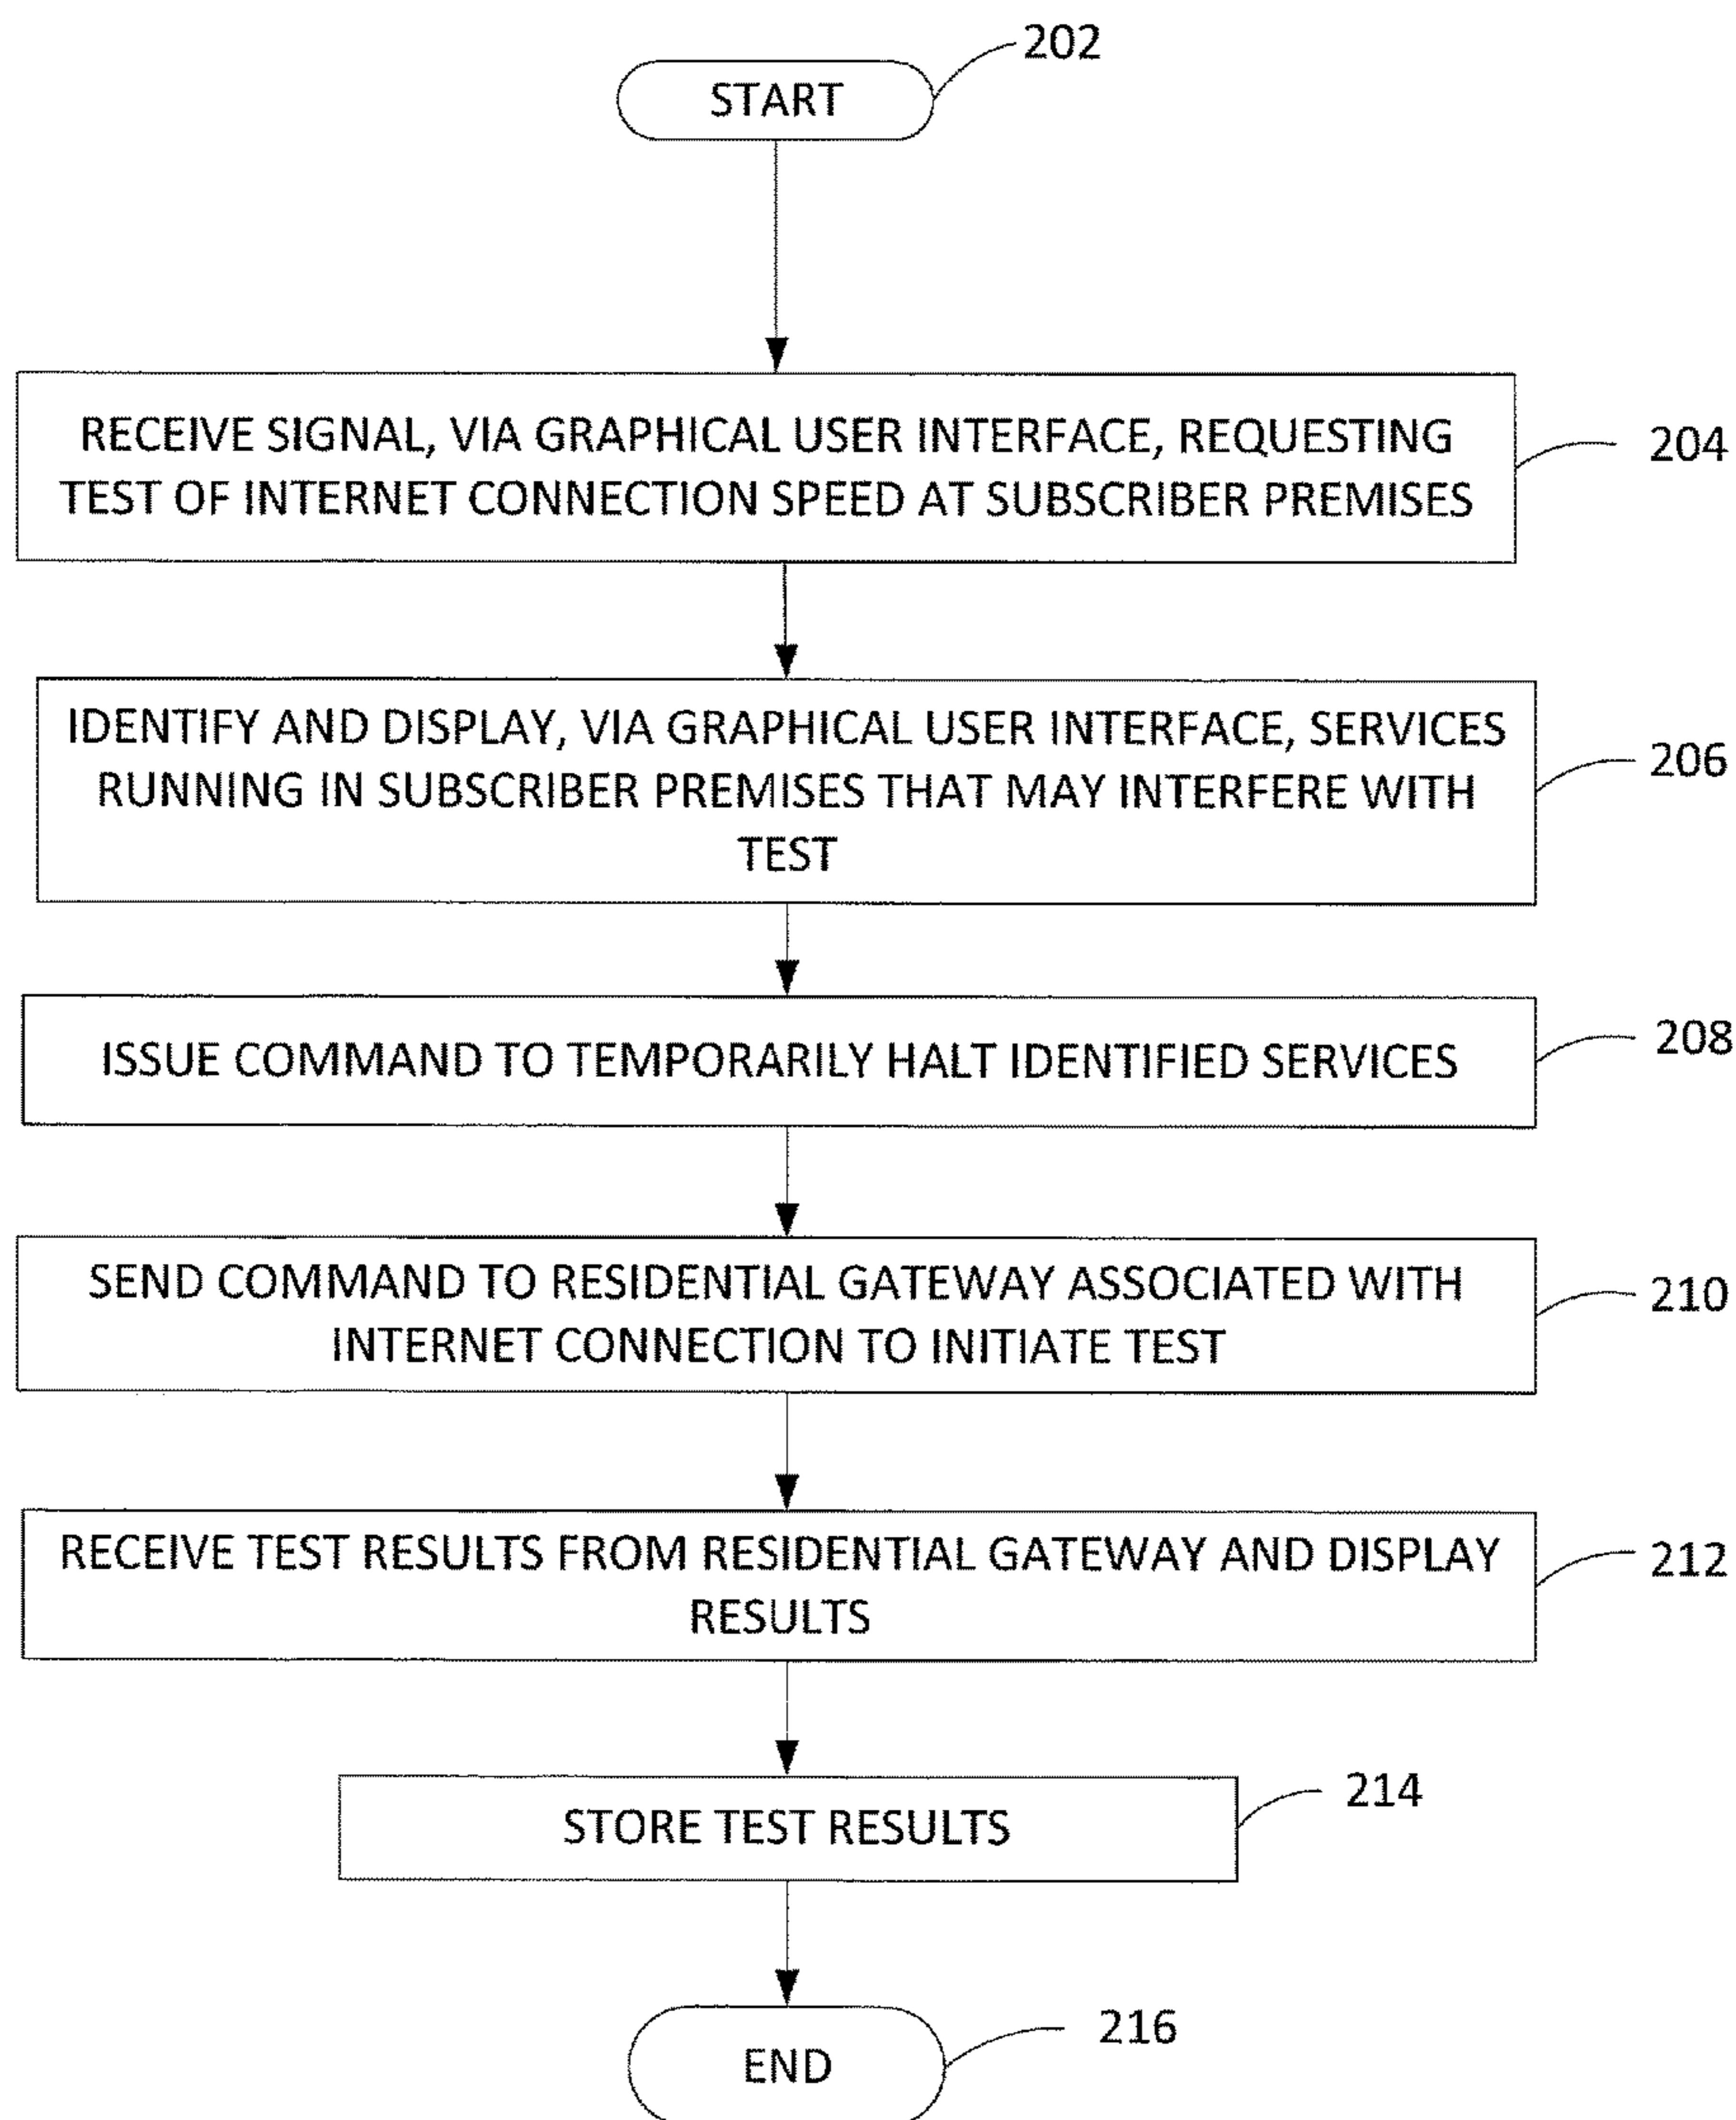 202
START
RECEIVE SIGNAL, VIA GRAPHICAL USER INTERFACE, REQUESTING
TEST OF INTERNET CONNECTION SPEED AT SUBSCRIBER PREMISES
204
IDENTIFY AND DISPLAY, VIA GRAPHICAL USER INTERFACE, SERVICES
RUNNING IN SUBSCRIBER PREMISES THAT MAY INTERFERE WITH
TEST
206
ISSUE COMMAND TO TEMPORARILY HALT IDENTIFIED SERVICES
208
SEND COMMAND TO RESIDENTIAL GATEWAY ASSOCIATED WITH
INTERNET CONNECTION TO INITIATE TEST
210
RECEIVE TEST RESULTS FROM RESIDENTIAL GATEWAY AND DISPLAY
RESULTS
212
STORE TEST RESULTS
214
END
216